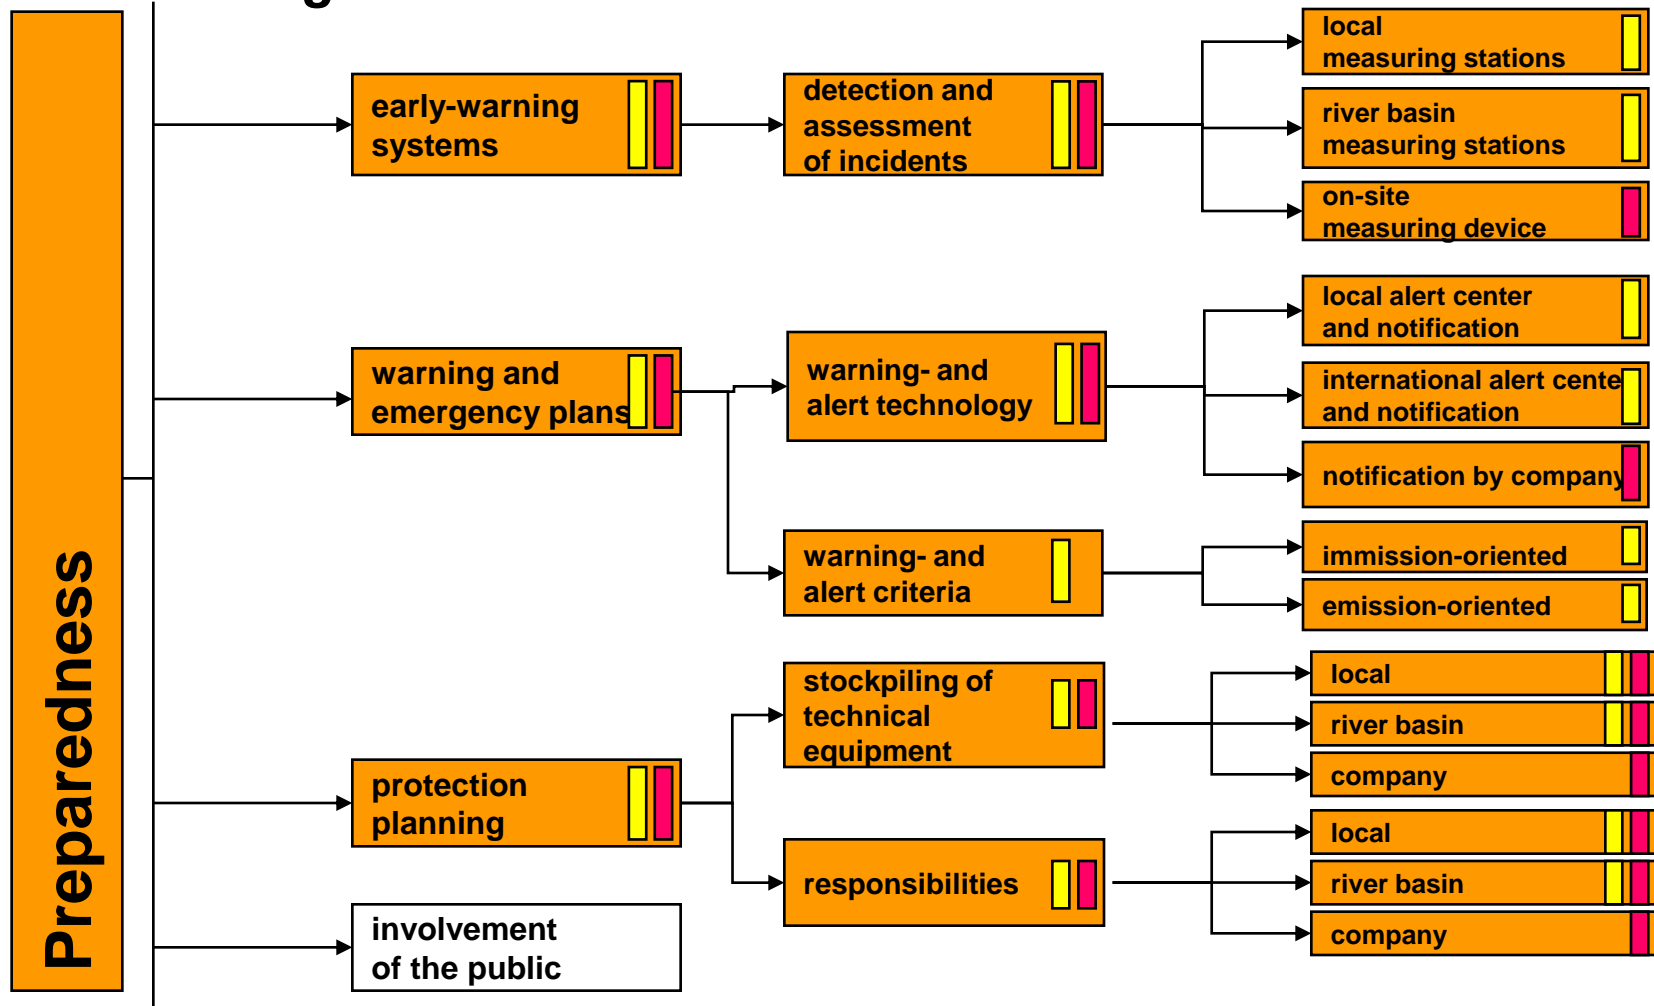 Preparedness
early-warning
systems
detection and
assessment
of incidents
local
measuring stations
river basin
measuring stations
on-site
measuring device
warning and
emergency plans
warning- and
alert technology
local alert center
and notification
international alert cente
and notification
notification by company
warning- and
alert criteria
immission-oriented
emission-oriented
protection
planning
stockpiling of
technical
equipment
local
river basin
company
responsibilities
local
river basin
company
involvement
of the public